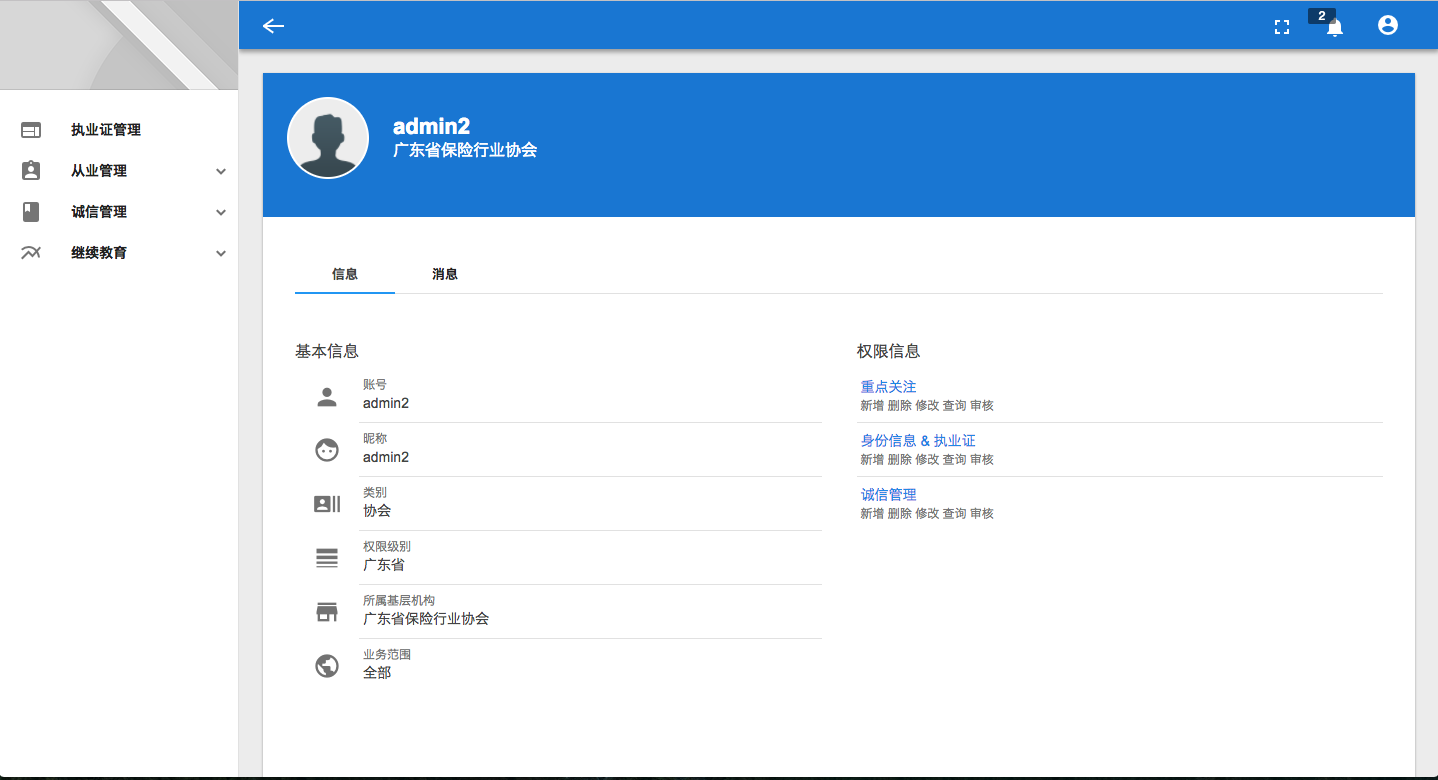 2
执业证管理
从业管理
诚信管理
继续教育
admin2
广东省保险行业协会
信息
消息
基本信息
账号
admin2
昵称
admin2
类别
协会
权限级别
广东省
所属基层机构
广东省保险行业协会
业务范围
全部
权限信息
重点关注
新增 删除 修改 查询 审核
身份信息 & 执业证
新增 删除 修改 查询 审核
诚信管理
新增 删除 修改 查询 审核